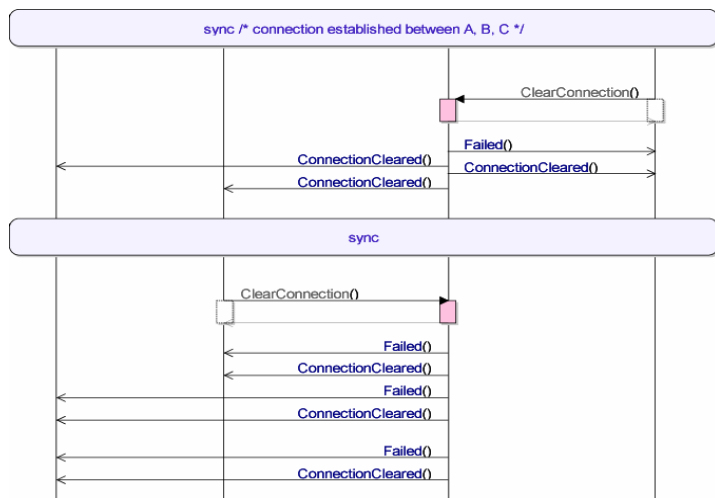 sync /* connection established between A, B, C */
ClearConnection()
Failed()
ConnectionCleared()
ConnectionCleared()
ConnectionCleared()
sync
ClearConnection()
Failed()
ConnectionCleared()
Failed()
ConnectionCleared()
Failed()
ConnectionCleared()